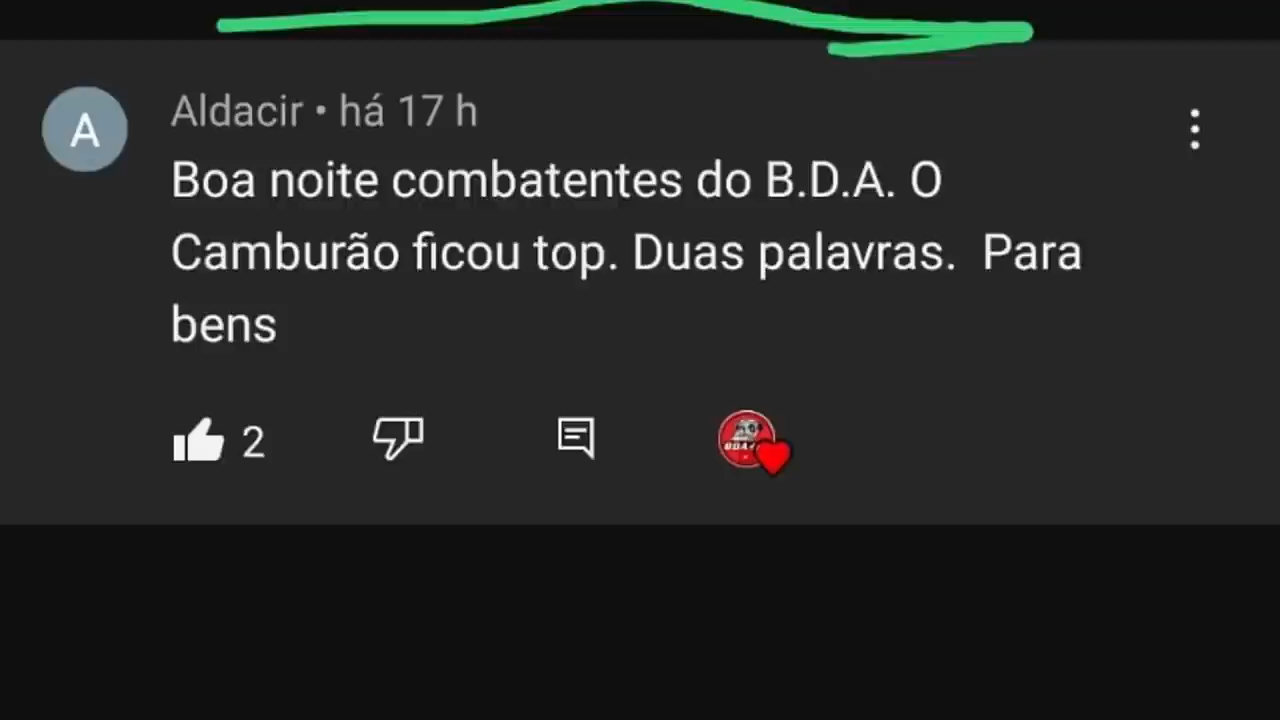 A
Aldacir • há 17 h
Boa noite combatentes do B.D.A. O
Camburão ficou top. Duas palavras.  Para
bens
2